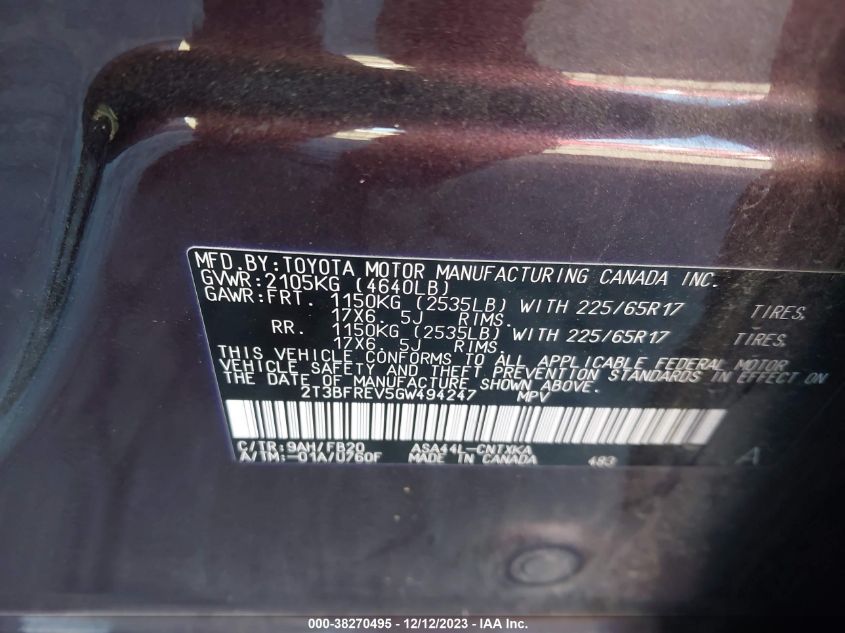 MFD. BY: TOYOTA MOTOR MANUFACTURING CANADA INC.
GVWR: 2105KG (4640LB)
GAWR: FRT. 1150KG (2535LB) WITH 225/65R17 TIRES,
17X6.5J RIMS.
RR. 1150KG (2535LB) WITH 225/65R17 TIRES,
17X6.5J RIMS.
THIS VEHICLE CONFORMS TO ALL APPLICABLE FEDERAL MOTOR
VEHICLE SAFETY AND THEFT PREVENTION STANDARDS IN EFFECT ON
THE DATE OF MANUFACTURE SHOWN ABOVE.
2T3BFREV5GW494247 MPV
C/TR: 9AH/FB20 ASA44L-CNTXKA
A/TM: -01A/U760F MADE IN CANADA 483 A
000-38270495 - 12/12/2023 - IAA Inc.